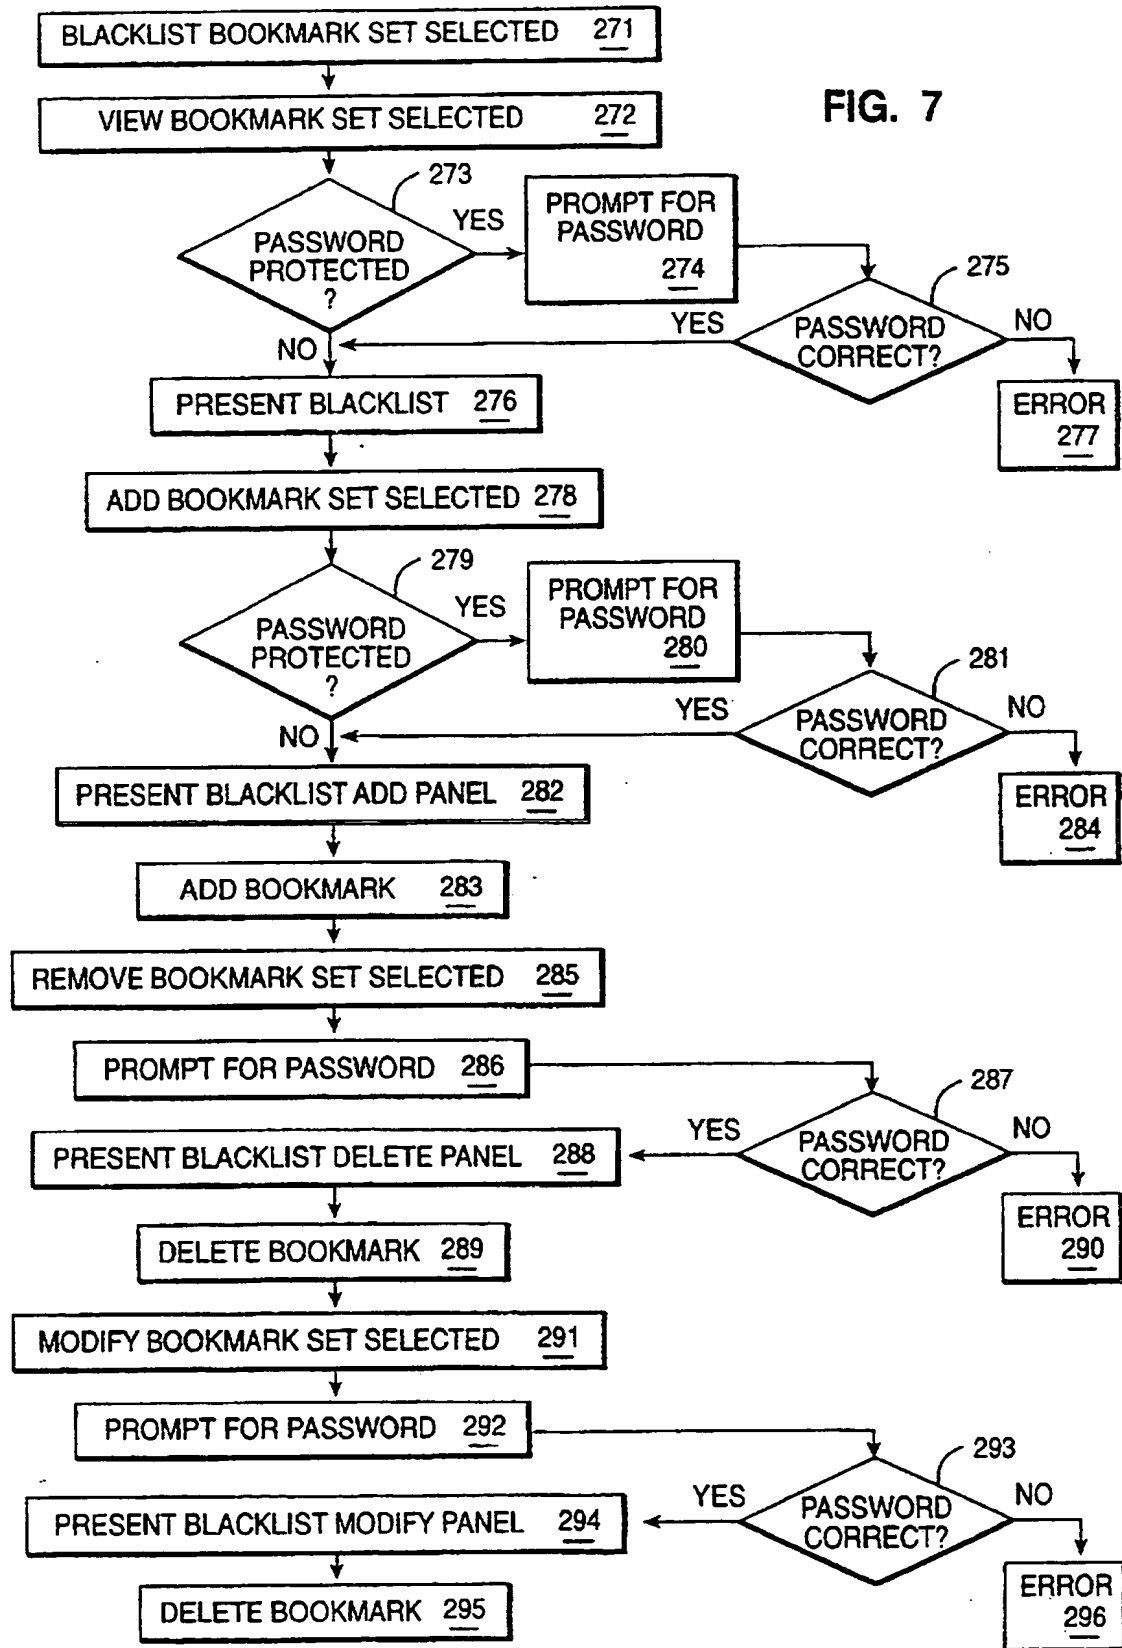 BLACKLIST BOOKMARK SET SELECTED 271
VIEW BOOKMARK SET SELECTED 272
FIG. 7
273
PASSWORD
PROTECTED
?
YES
NO
PROMPT FOR
PASSWORD
274
275
PASSWORD
CORRECT?
YES
NO
ERROR
277
PRESENT BLACKLIST 276
ADD BOOKMARK SET SELECTED 278
279
PASSWORD
PROTECTED
?
YES
NO
PROMPT FOR
PASSWORD
280
281
PASSWORD
CORRECT?
YES
NO
ERROR
284
PRESENT BLACKLIST ADD PANEL 282
ADD BOOKMARK 283
REMOVE BOOKMARK SET SELECTED 285
PROMPT FOR PASSWORD 286
287
PASSWORD
CORRECT?
YES
NO
ERROR
290
PRESENT BLACKLIST DELETE PANEL 288
DELETE BOOKMARK 289
MODIFY BOOKMARK SET SELECTED 291
PROMPT FOR PASSWORD 292
293
PASSWORD
CORRECT?
YES
NO
ERROR
296
PRESENT BLACKLIST MODIFY PANEL 294
DELETE BOOKMARK 295